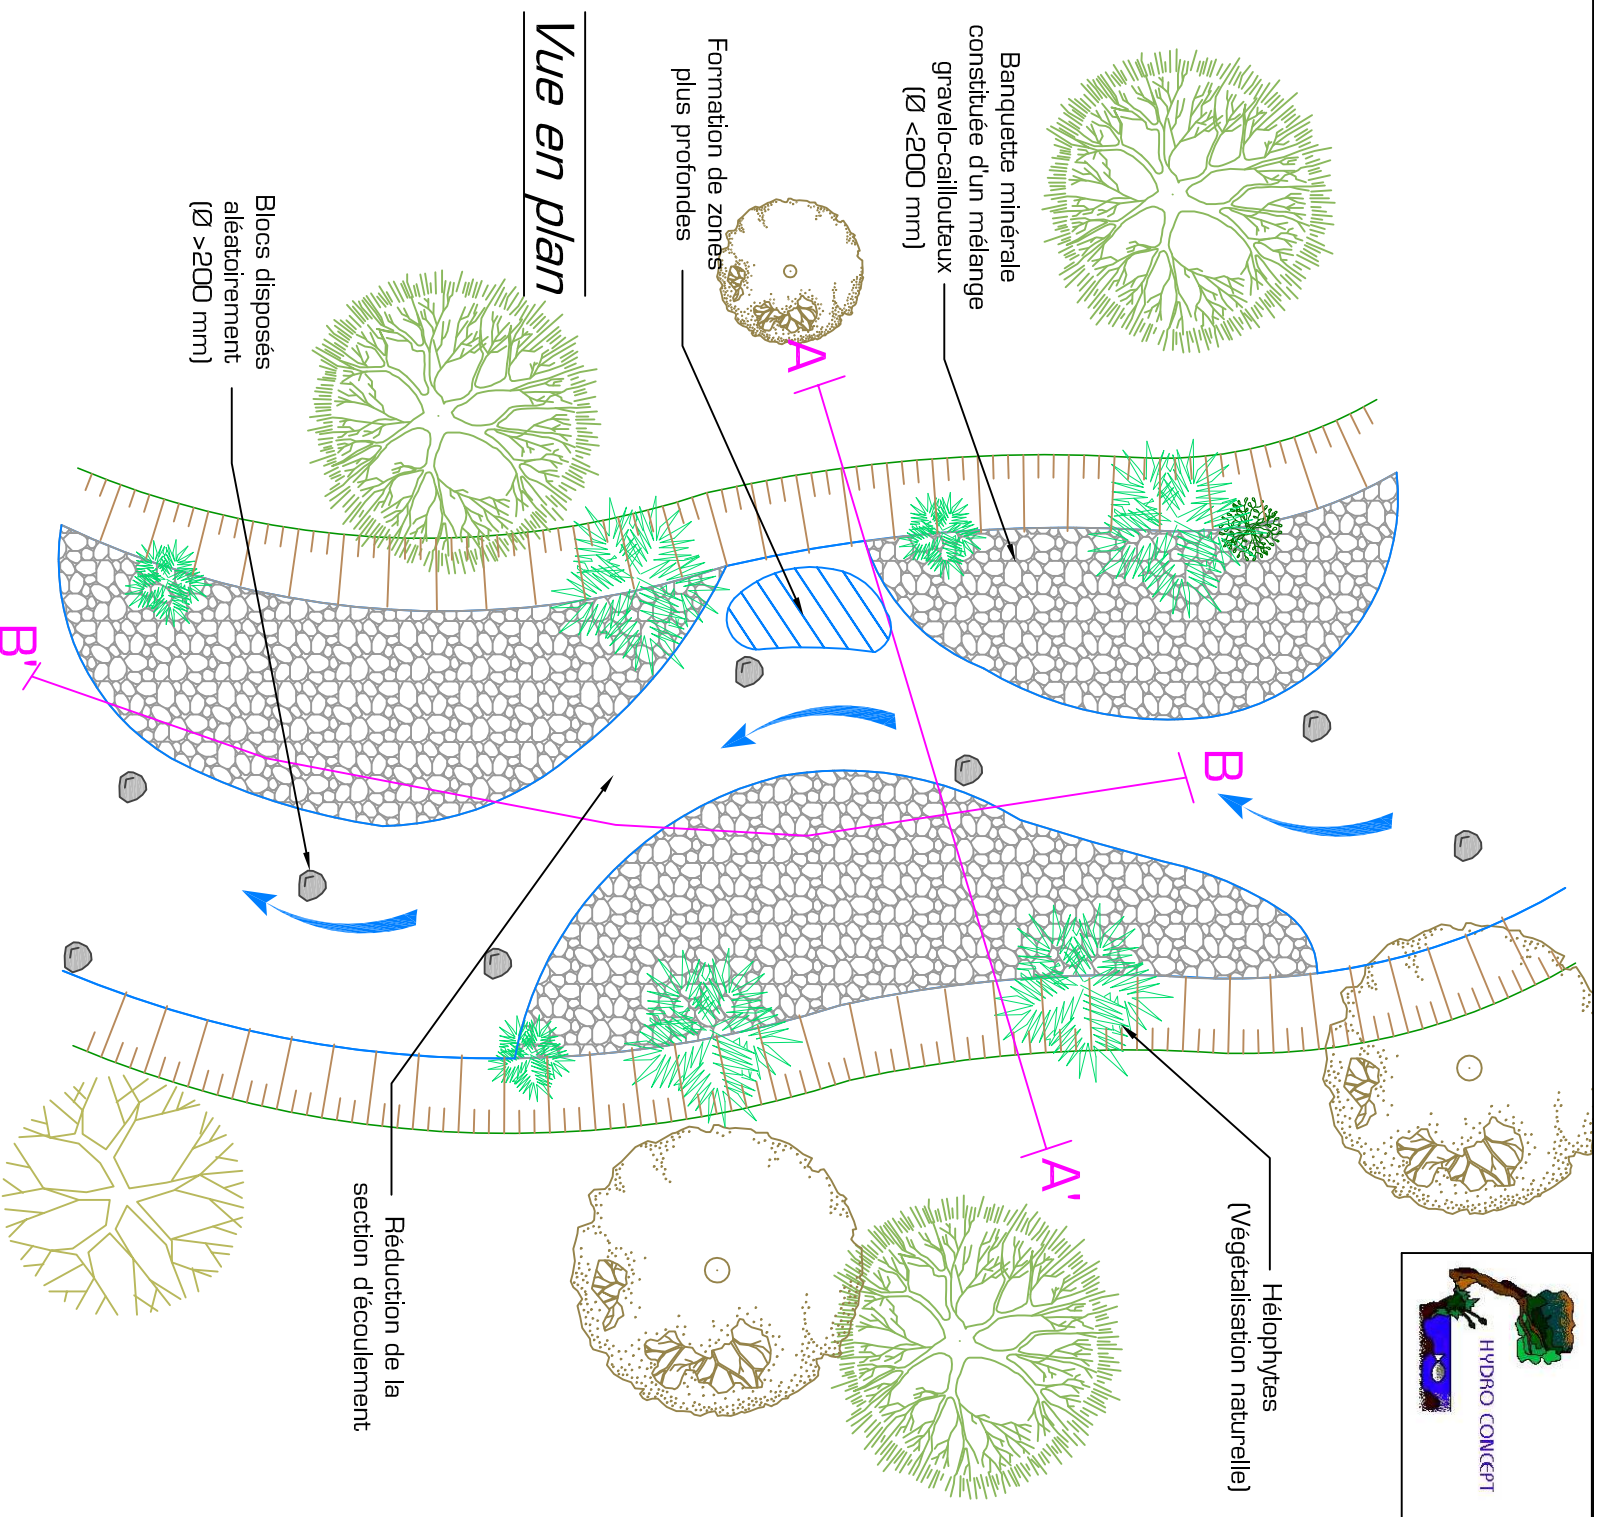 HYDRO CONCEPT
Banquette minérale
constituée d'un mélange
gravelo-caillouteux
(Ø <200 mm)
Hélophytes
(Végétalisation naturelle)
B
A
A'
Formation de zones
plus profondes
Vue en plan
Réduction de la
section d'écoulement
Blocs disposés
aléatoirement
(Ø >200 mm)
B'